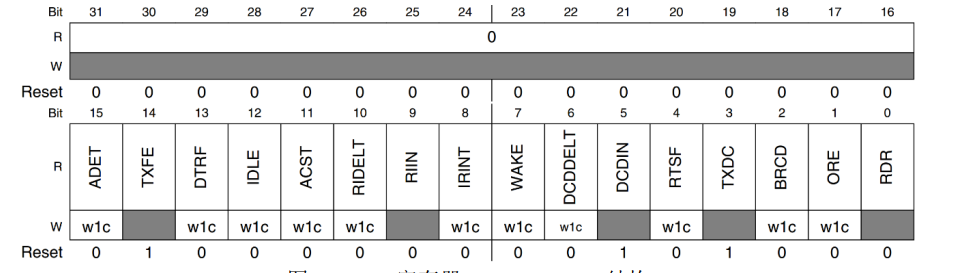 Bit 31 30 29 28 27 26 25 24 23 22 21 20 19 18 17 16
R 0
W
Reset 0 0 0 0 0 0 0 0 0 0 0 0 0 0 0 0
Bit 15 14 13 12 11 10 9 8 7 6 5 4 3 2 1 0
R ADET TXFE DTRF IDLE ACST RIDELT RIIN IRINT WAKE DCDDELT DCDIN RTSF TXDC BRCD ORE RDR
W w1c w1c w1c w1c w1c w1c w1c w1c w1c w1c w1c
Reset 0 1 0 0 0 0 0 0 0 0 1 0 1 0 0 0